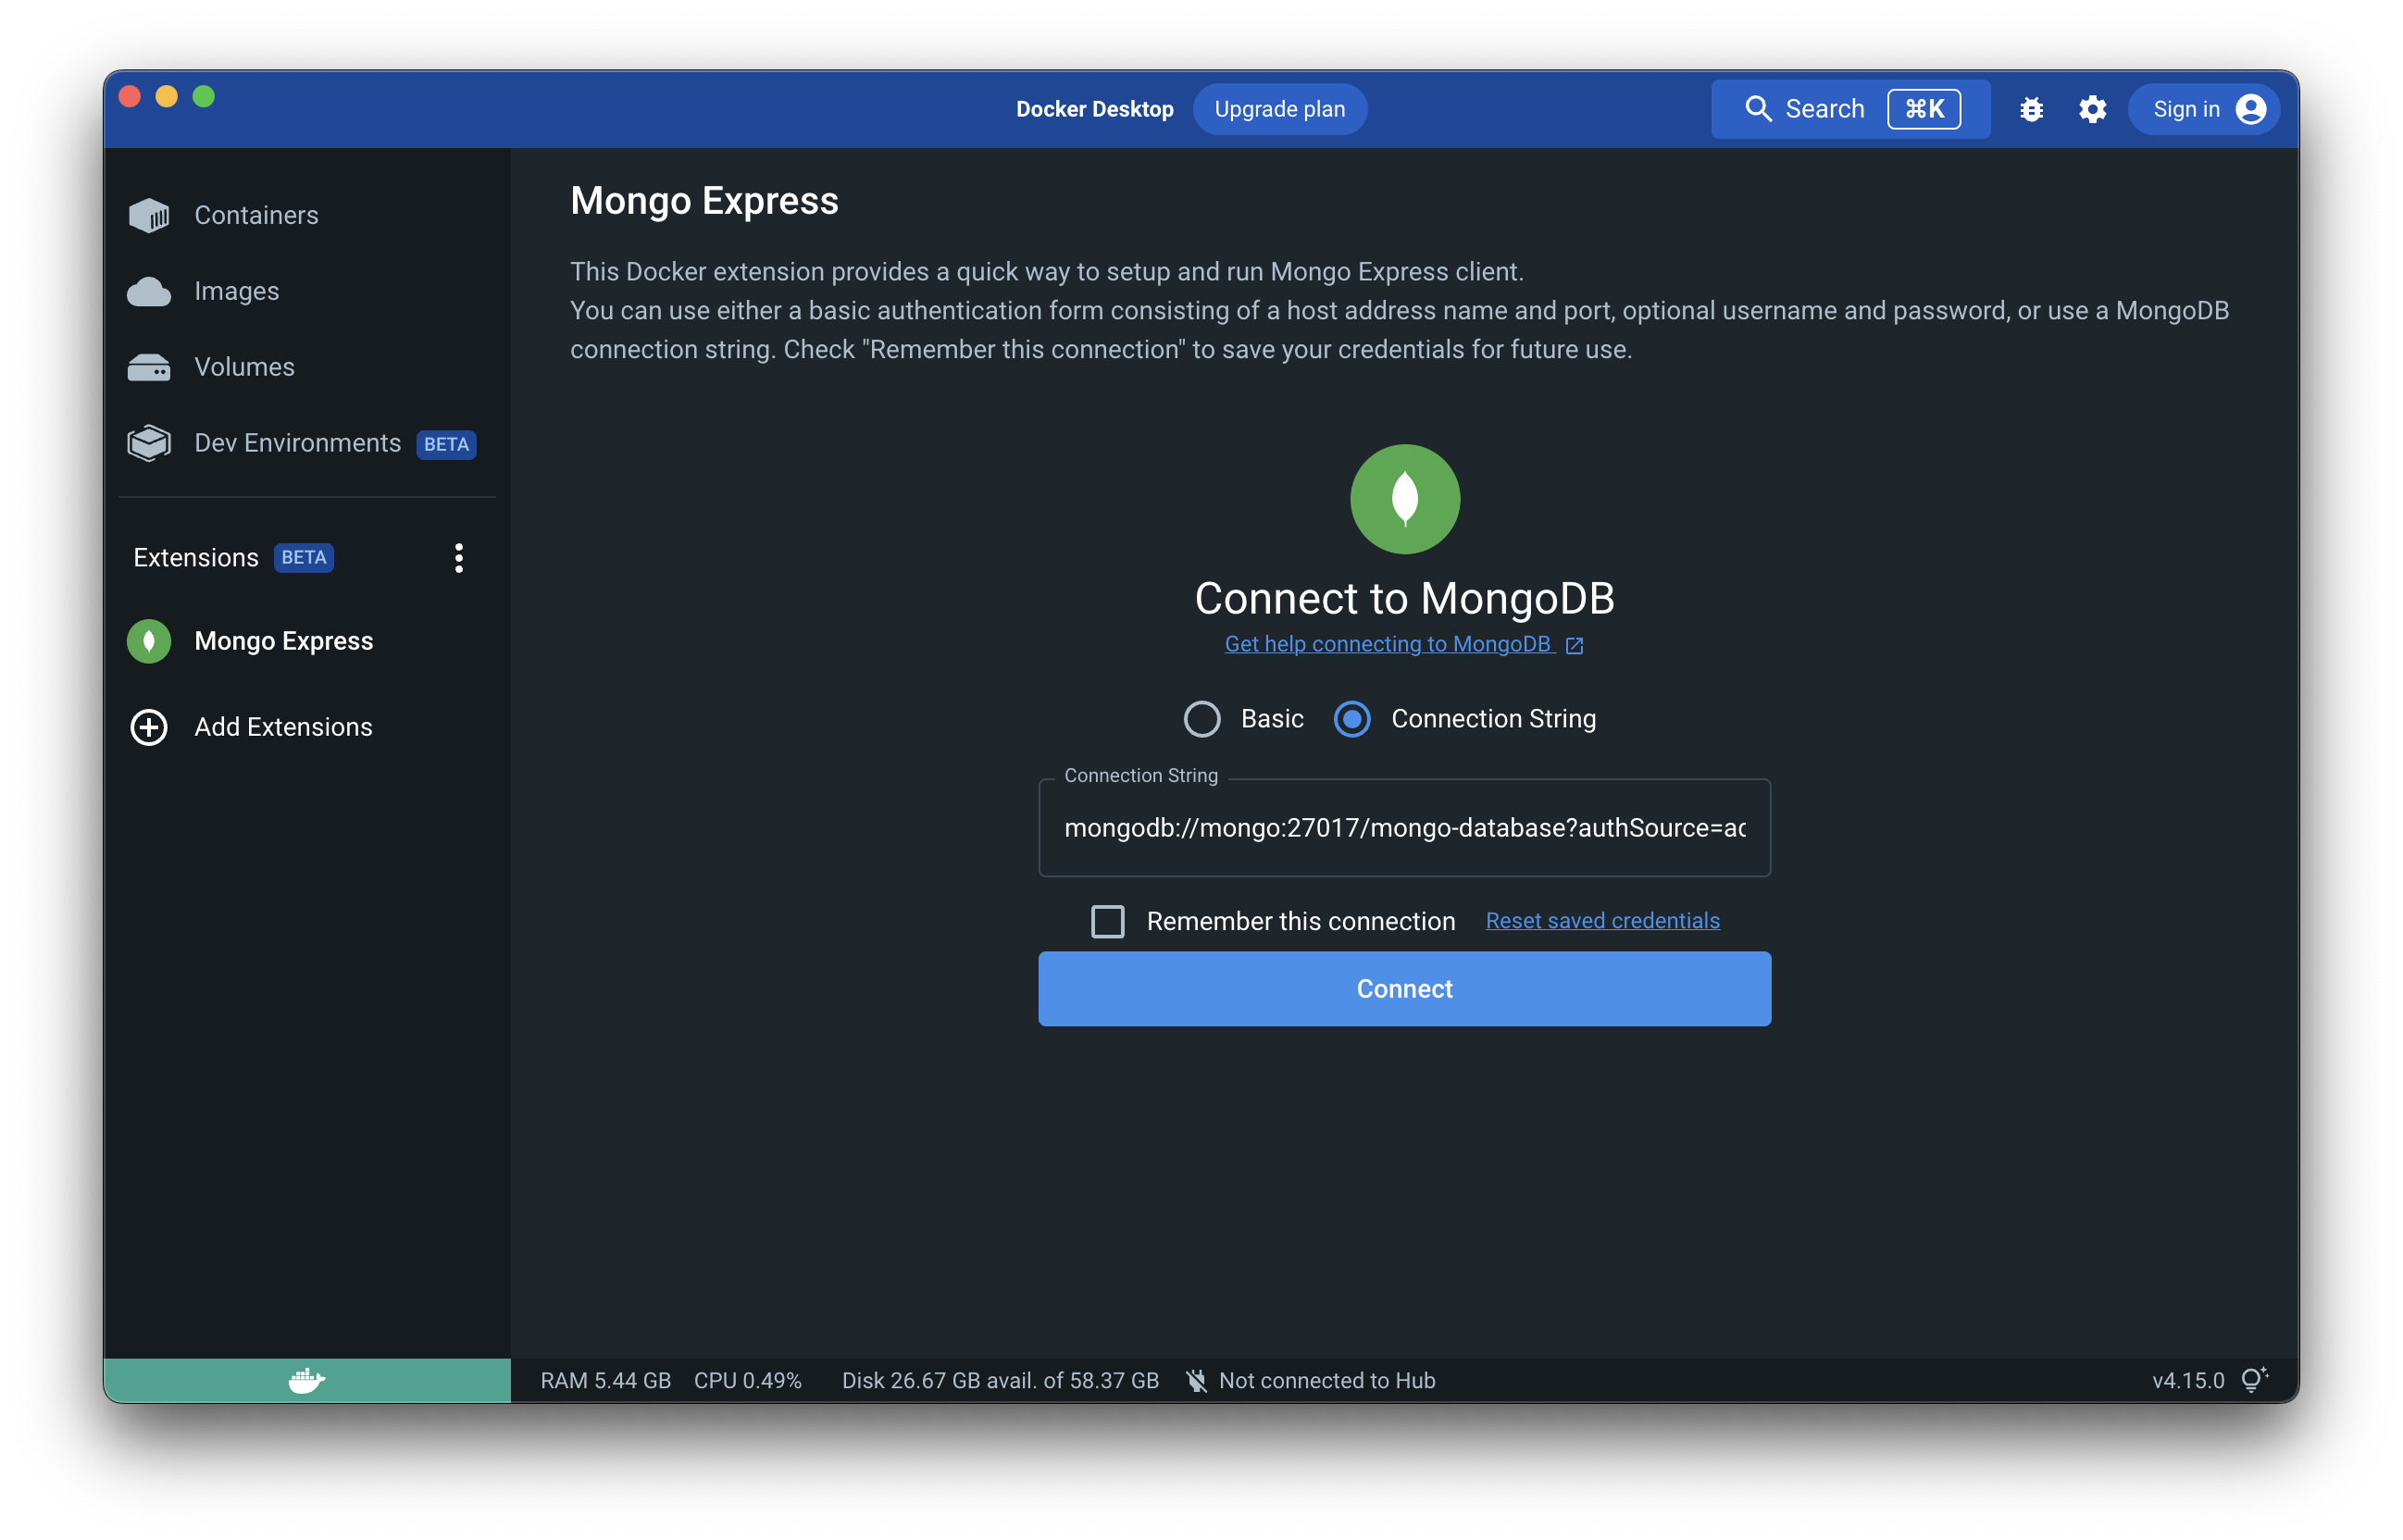 Docker Desktop
Upgrade plan
Search
⌘K
Sign in
Containers
Images
Volumes
Dev Environments BETA
Extensions BETA
Mongo Express
Add Extensions
Mongo Express
This Docker extension provides a quick way to setup and run Mongo Express client.
You can use either a basic authentication form consisting of a host address name and port, optional username and password, or use a MongoDB
connection string. Check "Remember this connection" to save your credentials for future use.
Connect to MongoDB
Get help connecting to MongoDB
Basic
Connection String
Connection String
mongodb://mongo:27017/mongo-database?authSource=ad
Remember this connection
Reset saved credentials
Connect
RAM 5.44 GB CPU 0.49% Disk 26.67 GB avail. of 58.37 GB Not connected to Hub
v4.15.0